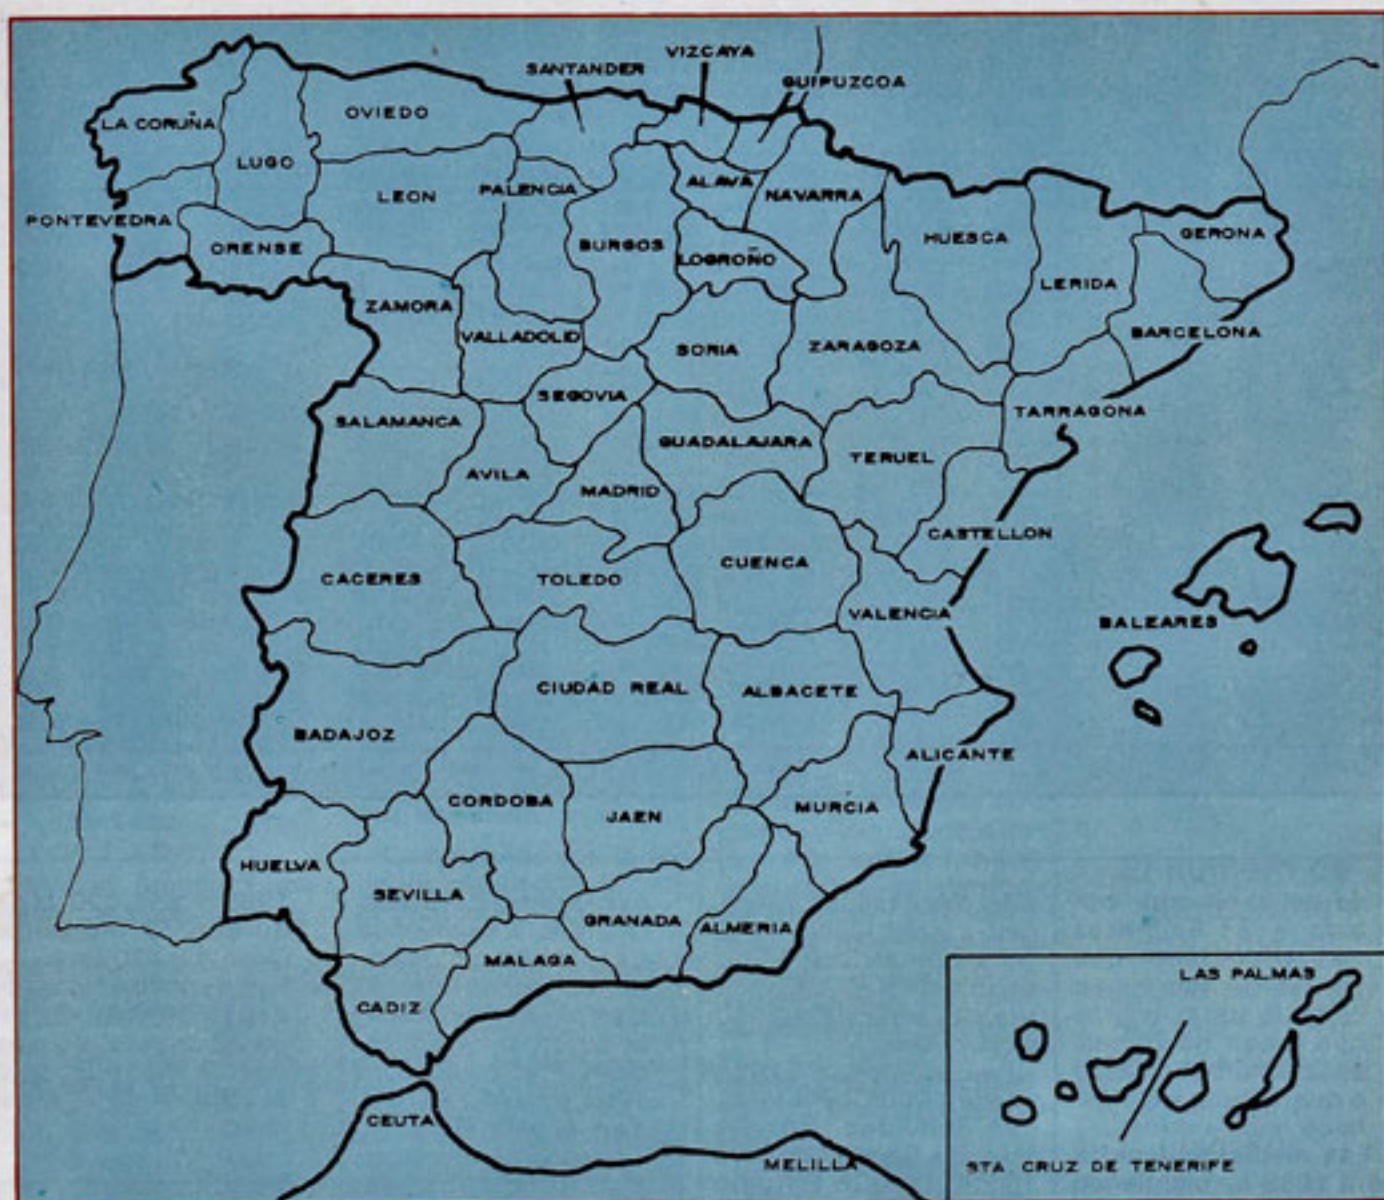 VIZCAYA
SANTANDER
GUIPUZCOA
LA CORUÑA
OVIEDO
LUGO
LEON
PALENCIA
ALAVA
NAVARRA
PONTEVEDRA
ORENSE
BURGOS
LOGROÑO
HUESCA
GERONA
LERIDA
ZAMORA
VALLADOLID
SORIA
ZARAGOZA
BARCELONA
SEGOVIA
SALAMANCA
GUADALAJARA
TARRAGONA
AVILA
MADRID
TERUEL
CASTELLON
CACERES
TOLEDO
CUENCA
VALENCIA
BALEARES
CIUDAD REAL
ALBACETE
BADAJOZ
ALICANTE
CORDOBA
JAEN
MURCIA
HUELVA
SEVILLA
GRANADA
ALMERIA
MALAGA
CADIZ
LAS PALMAS
CEUTA
MELILLA
STA. CRUZ DE TENERIFE